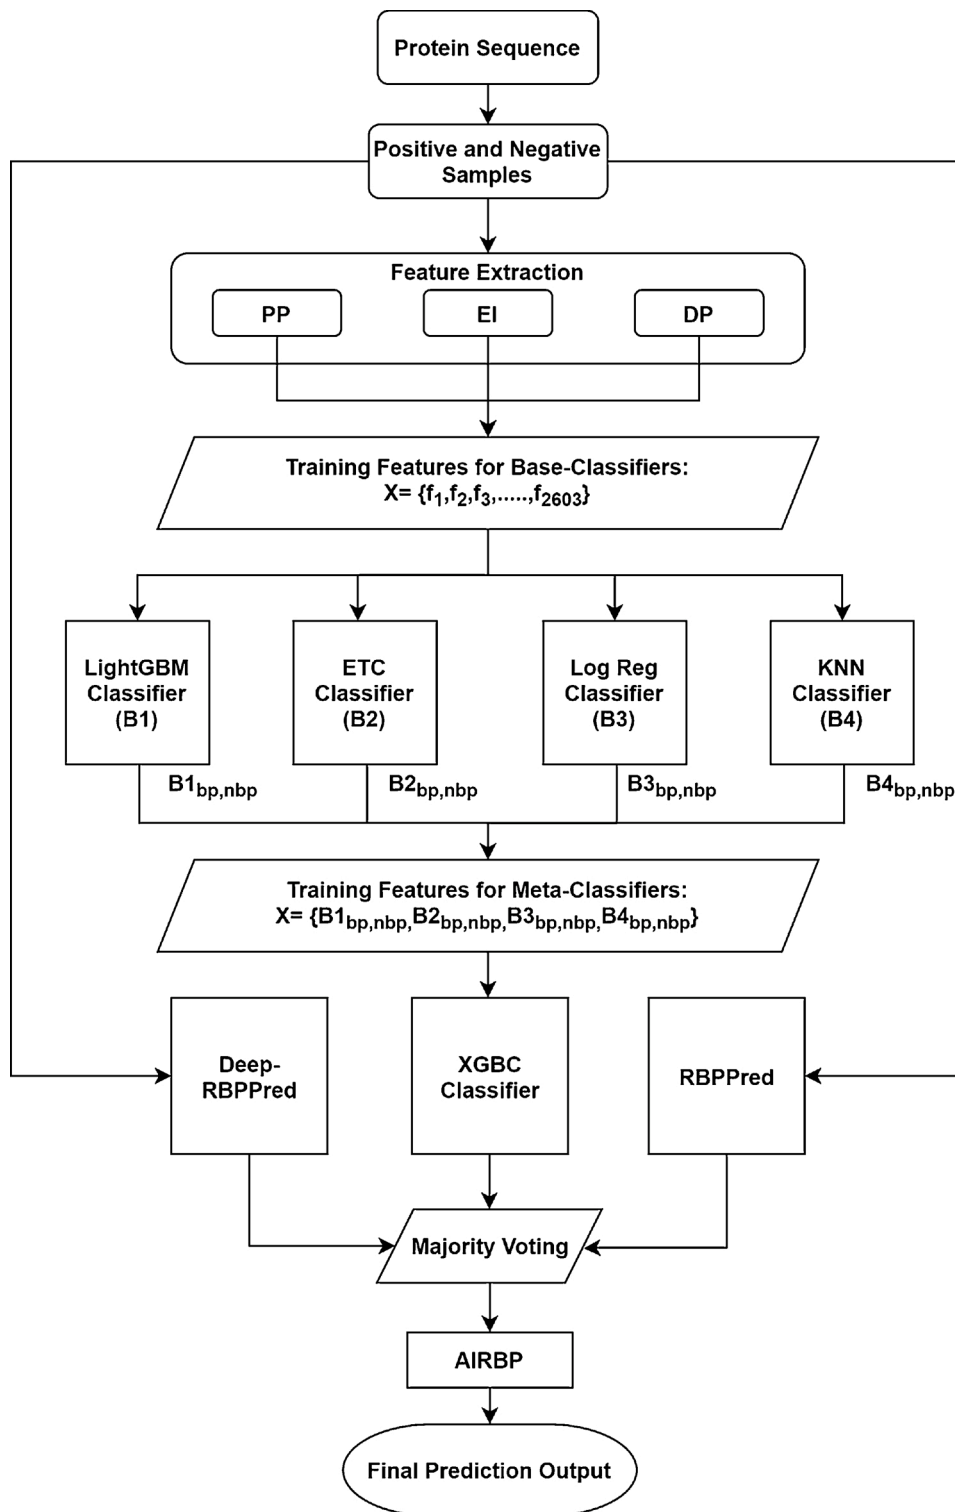 Protein Sequence
Positive and Negative
Samples
Feature Extraction
PP
EI
DP
Training Features for Base-Classifiers:
X= {f1,f2,f3,.....,f2603}
LightGBM
Classifier
(B1)
ETC
Classifier
(B2)
Log Reg
Classifier
(B3)
KNN
Classifier
(B4)
B1bp,nbp
B2bp,nbp
B3bp,nbp
B4bp,nbp
Training Features for Meta-Classifiers:
X= {B1bp,nbp,B2bp,nbp,B3bp,nbp,B4bp,nbp}
Deep-
RBPPred
XGBC
Classifier
RBPPred
Majority Voting
AIRBP
Final Prediction Output